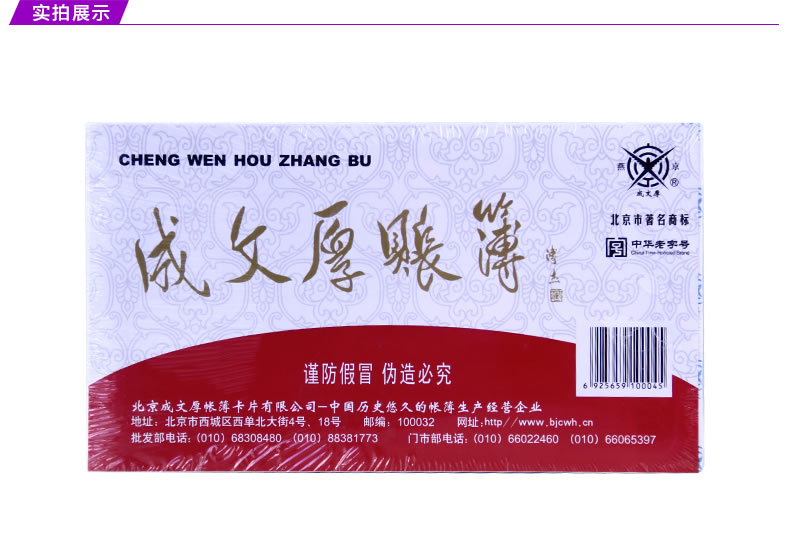 实拍展示
CHENG WEN HOU ZHANG BU
燕 京
®
成文厚
北京市著名商标
中华老字号
China Time-honored Brand
成文厚賬簿
溥杰
谨防假冒 伪造必究
6 925659 100045
北京成文厚帐簿卡片有限公司－中国历史悠久的帐簿生产经营企业
地址：北京市西城区西单北大街4号、18号 邮编：100032 网址:http//www.bjcwh.cn
批发部电话：(010) 68308480 (010) 88381773 门市部电话：(010) 66022460 (010) 66065397